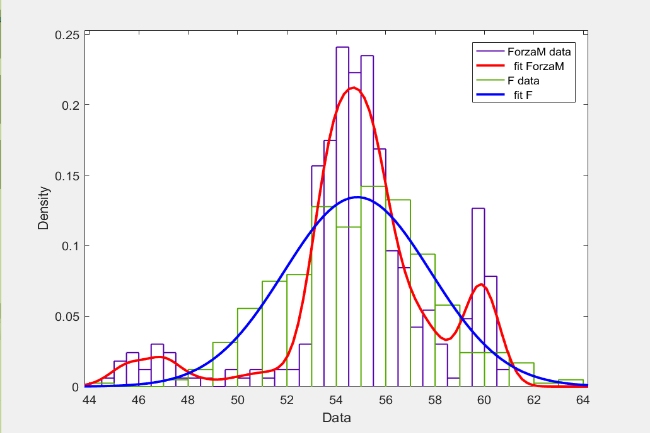 0.25
0.2
0.15
0.1
0.05
0
Density
44 46 48 50 52 54 56 58 60 62 64
Data
ForzaM data
fit ForzaM
F data
fit F